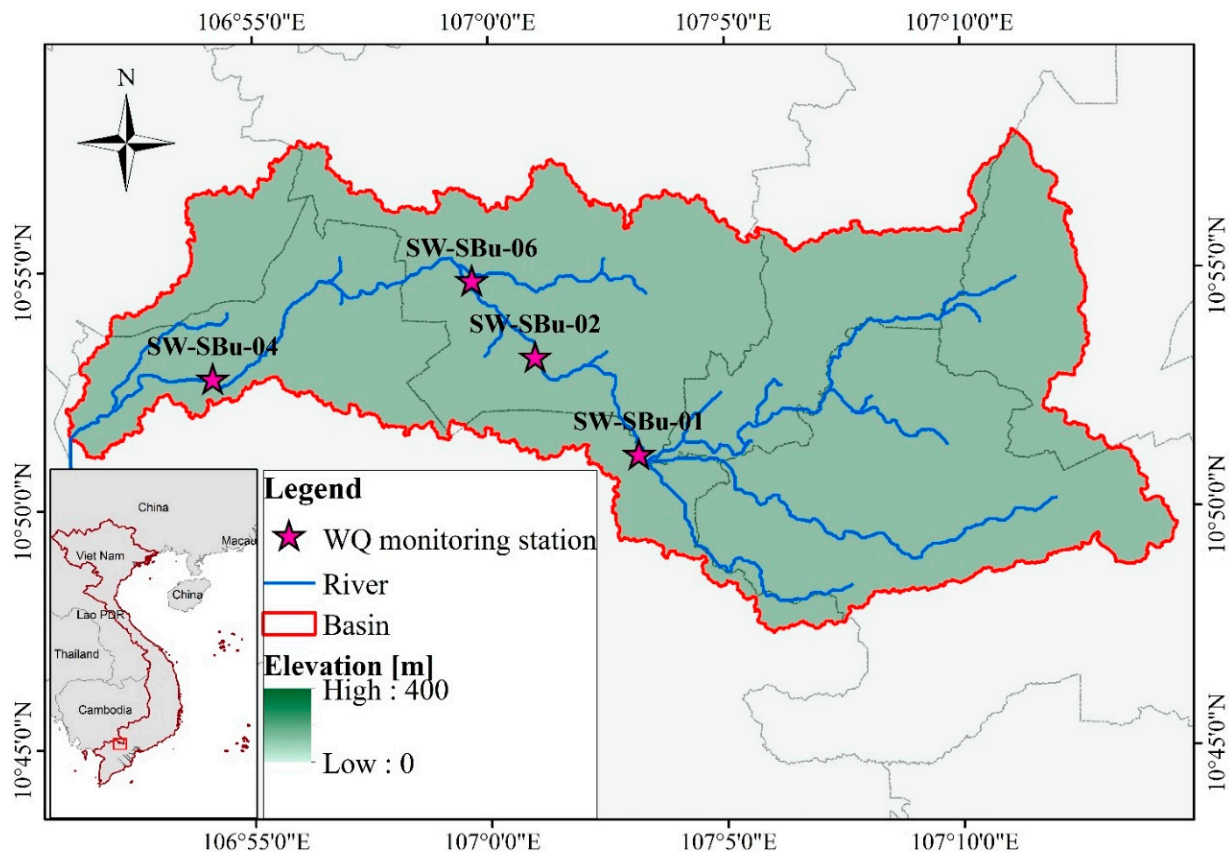 106°55'0"E
107°0'0"E
107°5'0"E
107°10'0"E
N
10°55'0"N
10°55'0"N
SW-SBu-06
SW-SBu-02
SW-SBu-04
SW-SBu-01
10°50'0"N
10°50'0"N
Legend
WQ monitoring station
River
Basin
Elevation [m]
High : 400
Low : 0
China
Macau
Viet Nam
China
Lao PDR
Thailand
Cambodia
10°45'0"N
10°45'0"N
106°55'0"E
107°0'0"E
107°5'0"E
107°10'0"E